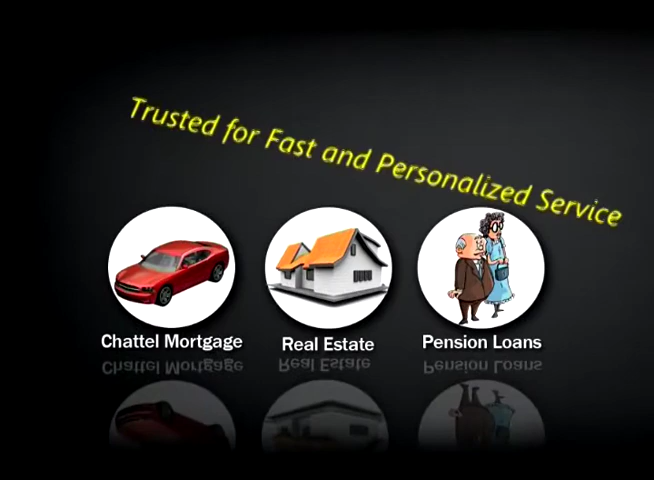 Trusted for Fast and Personalized Service
Chattel Mortgage
Real Estate
Pension Loans